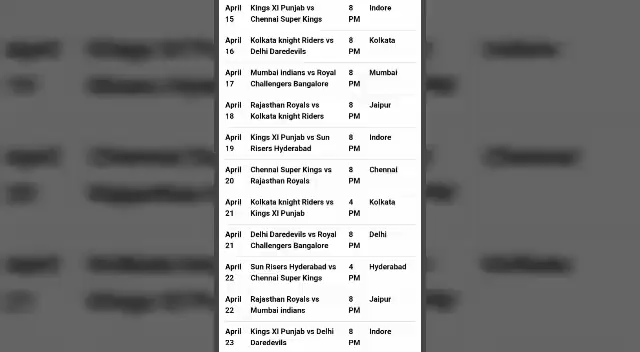 April Kings XI Punjab vs 8 Indore
15 Chennai Super Kings PM
April Kolkata knight Riders vs 8 Kolkata
16 Delhi Daredevils PM
April Mumbai indians vs Royal 8 Mumbai
17 Challengers Bangalore PM
April Rajasthan Royals vs 8 Jaipur
18 Kolkata knight Riders PM
April Kings XI Punjab vs Sun 8 Indore
19 Risers Hyderabad PM
April Chennai Super Kings vs 8 Chennai
20 Rajasthan Royals PM
April Kolkata knight Riders vs 4 Kolkata
21 Kings XI Punjab PM
April Delhi Daredevils vs Royal 8 Delhi
21 Challengers Bangalore PM
April Sun Risers Hyderabad vs 4 Hyderabad
22 Chennai Super Kings PM
April Rajasthan Royals vs 8 Jaipur
22 Mumbai indians PM
April Kings XI Punjab vs Delhi 8 Indore
23 Daredevils PM